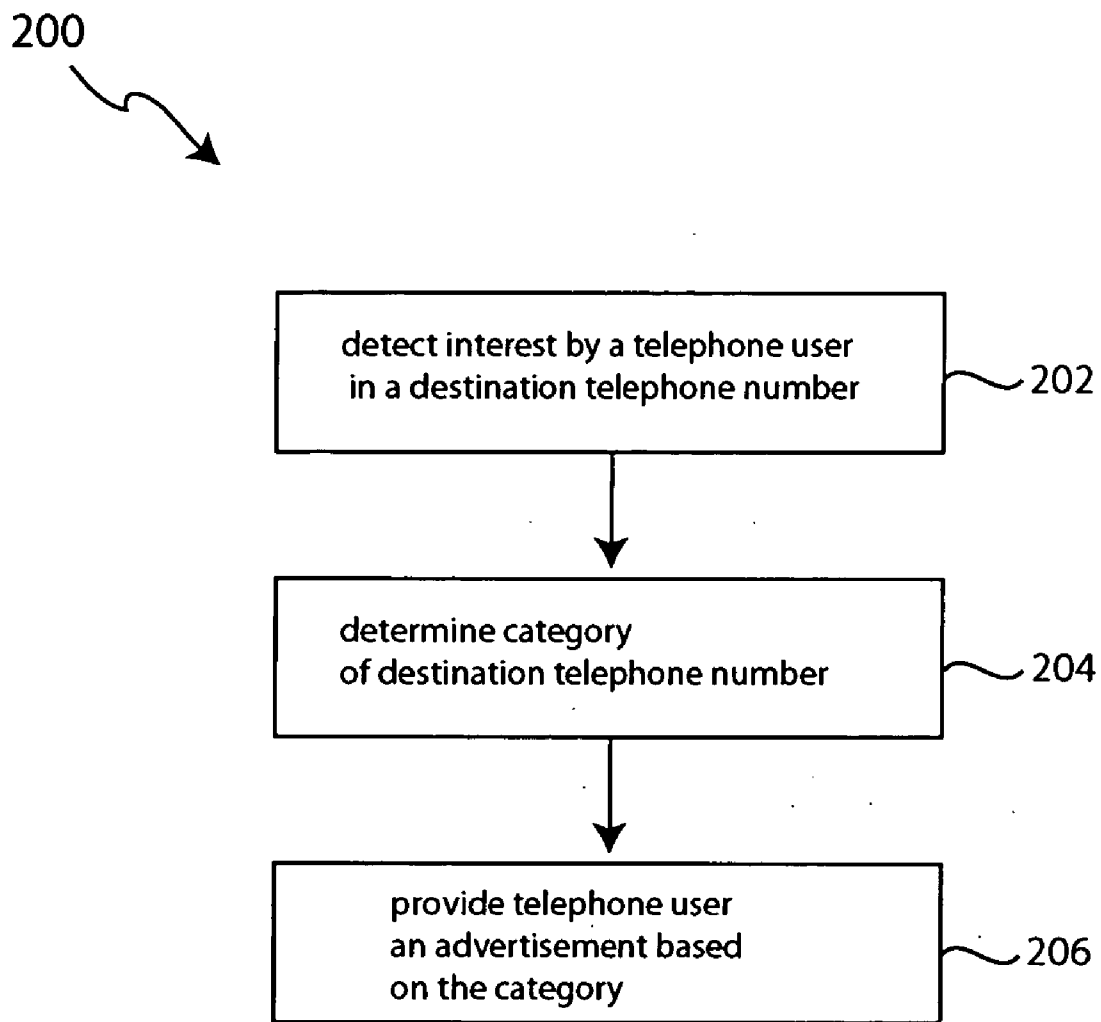 200
detect interest by a telephone user
in a destination telephone number
202
determine category
of destination telephone number
204
provide telephone user
an advertisement based
on the category
206